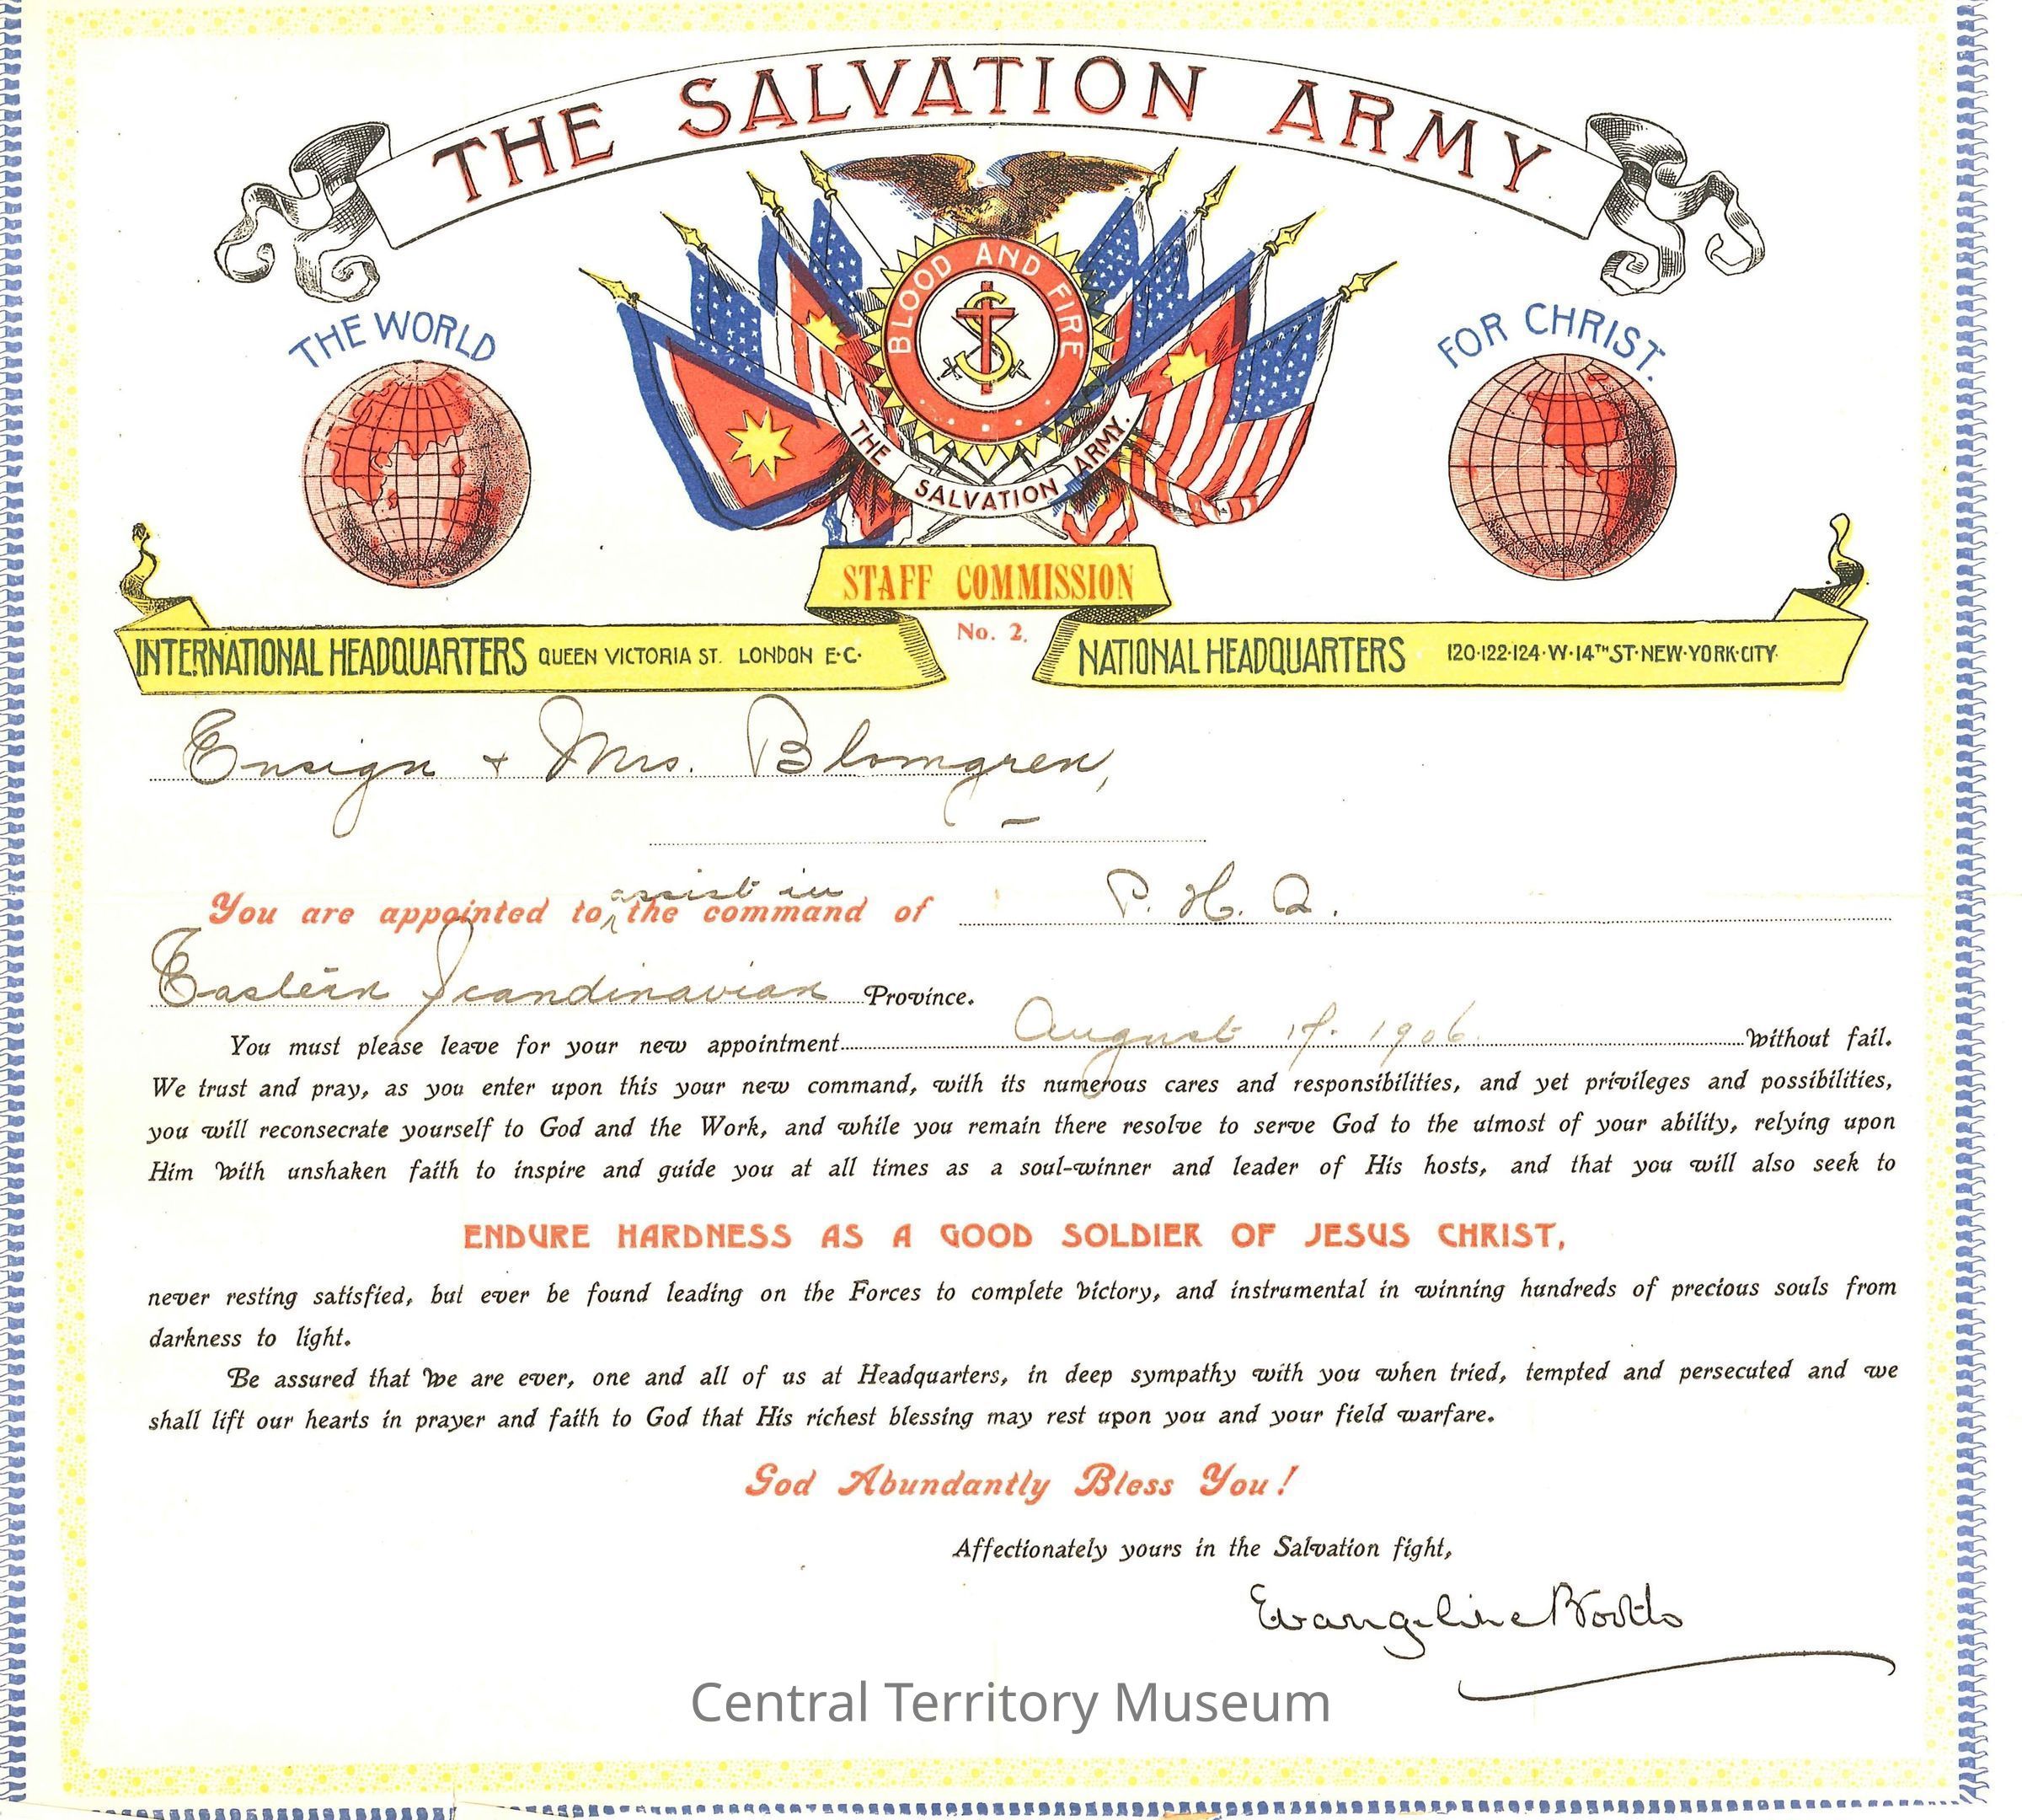 THE SALVATION ARMY
BLOOD AND FIRE
S
THE WORLD
FOR CHRIST.
THE SALVATION ARMY.
STAFF COMMISSION
No. 2.
INTERNATIONAL HEADQUARTERS QUEEN VICTORIA ST. LONDON E·C·
NATIONAL HEADQUARTERS 120·122·124·W·14TH ST·NEW·YORK·CITY·
Ensign + Mrs. Blomgren,
assist in
You are appointed to the command of P. H. Q.
Eastern Scandinavian Province.
You must please leave for your new appointment August 1906. Without fail.
We trust and pray, as you enter upon this your new command, with its numerous cares and responsibilities, and yet privileges and possibilities,
you will reconsecrate yourself to God and the Work, and while you remain there resolve to serve God to the utmost of your ability, relying upon
Him With unshaken faith to inspire and guide you at all times as a soul-winner and leader of His hosts, and that you will also seek to
ENDURE HARDNESS AS A GOOD SOLDIER OF JESUS CHRIST,
never resting satisfied, but ever be found leading on the Forces to complete Victory, and instrumental in winning hundreds of precious souls from
darkness to light.
Be assured that We are ever, one and all of us at Headquarters, in deep sympathy with you when tried, tempted and persecuted and we
shall lift our hearts in prayer and faith to God that His richest blessing may rest upon you and your field warfare.
God Abundantly Bless You!
Affectionately yours in the Salvation fight,
Evangeline Booth
Central Territory Museum